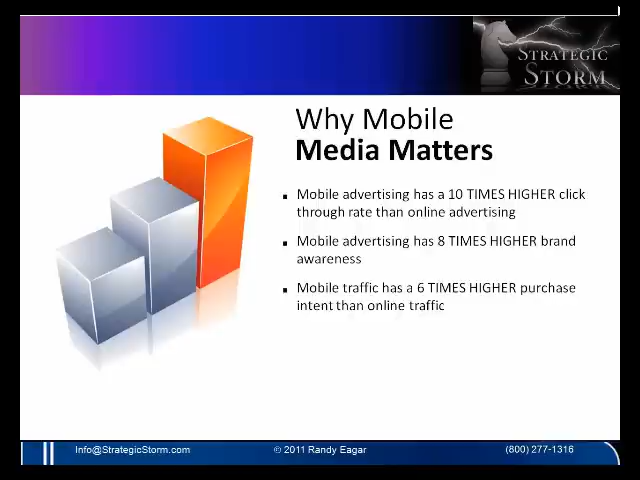 STRATEGIC
STORM
Why Mobile
Media Matters
▪ Mobile advertising has a 10 TIMES HIGHER click
through rate than online advertising
▪ Mobile advertising has 8 TIMES HIGHER brand
awareness
▪ Mobile traffic has a 6 TIMES HIGHER purchase
intent than online traffic
Info@StrategicStorm.com
© 2011 Randy Eagar
(800) 277-1316